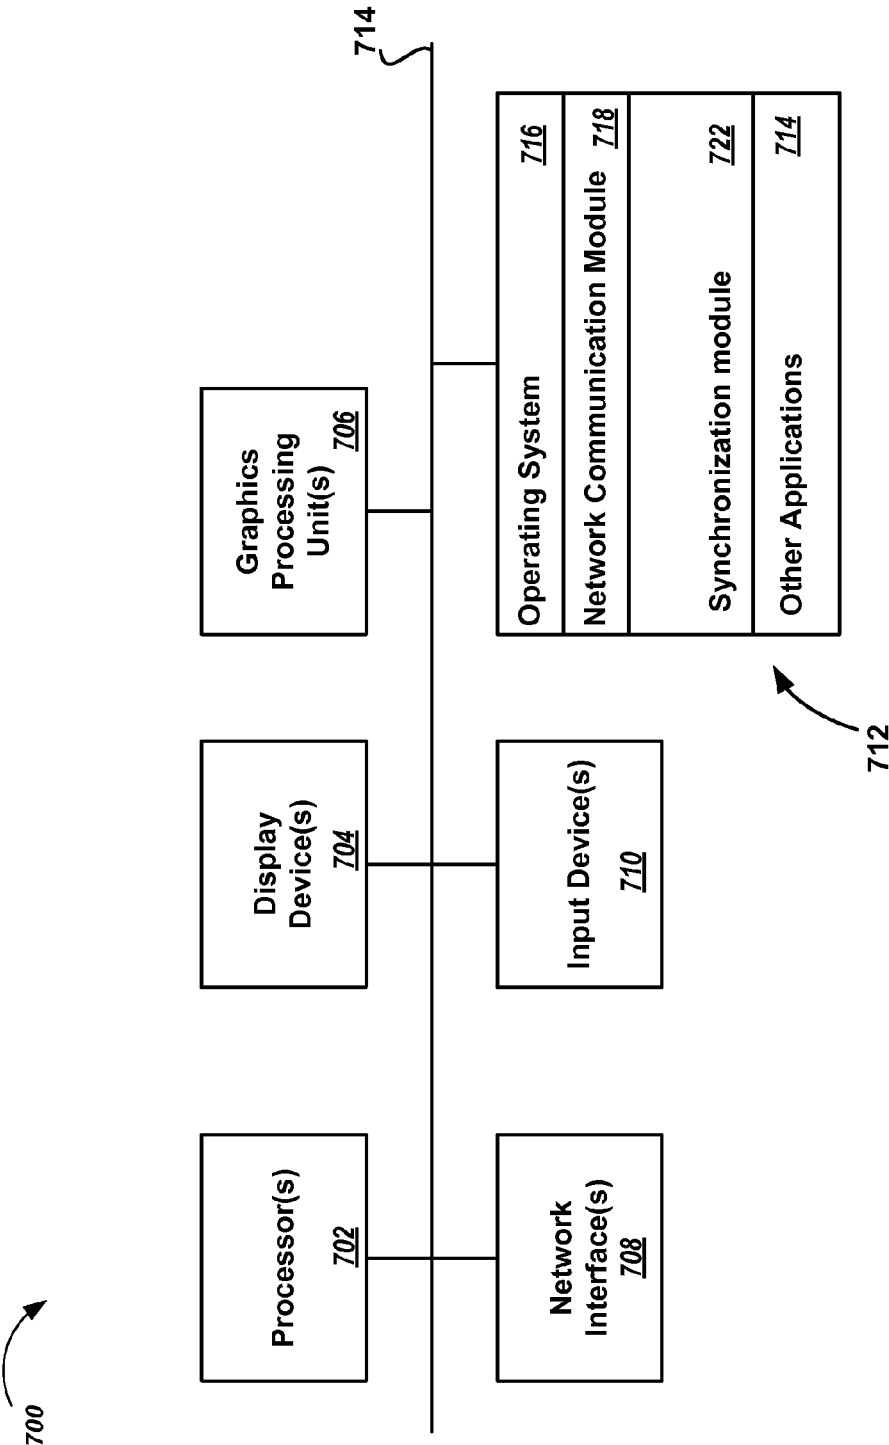 700
Processor(s)
702
Display
Device(s)
704
Graphics
Processing
Unit(s)
706
714
Network
Interface(s)
708
Input Device(s)
710
712
Operating System 716
Network Communication Module 718
Synchronization module 722
Other Applications 714